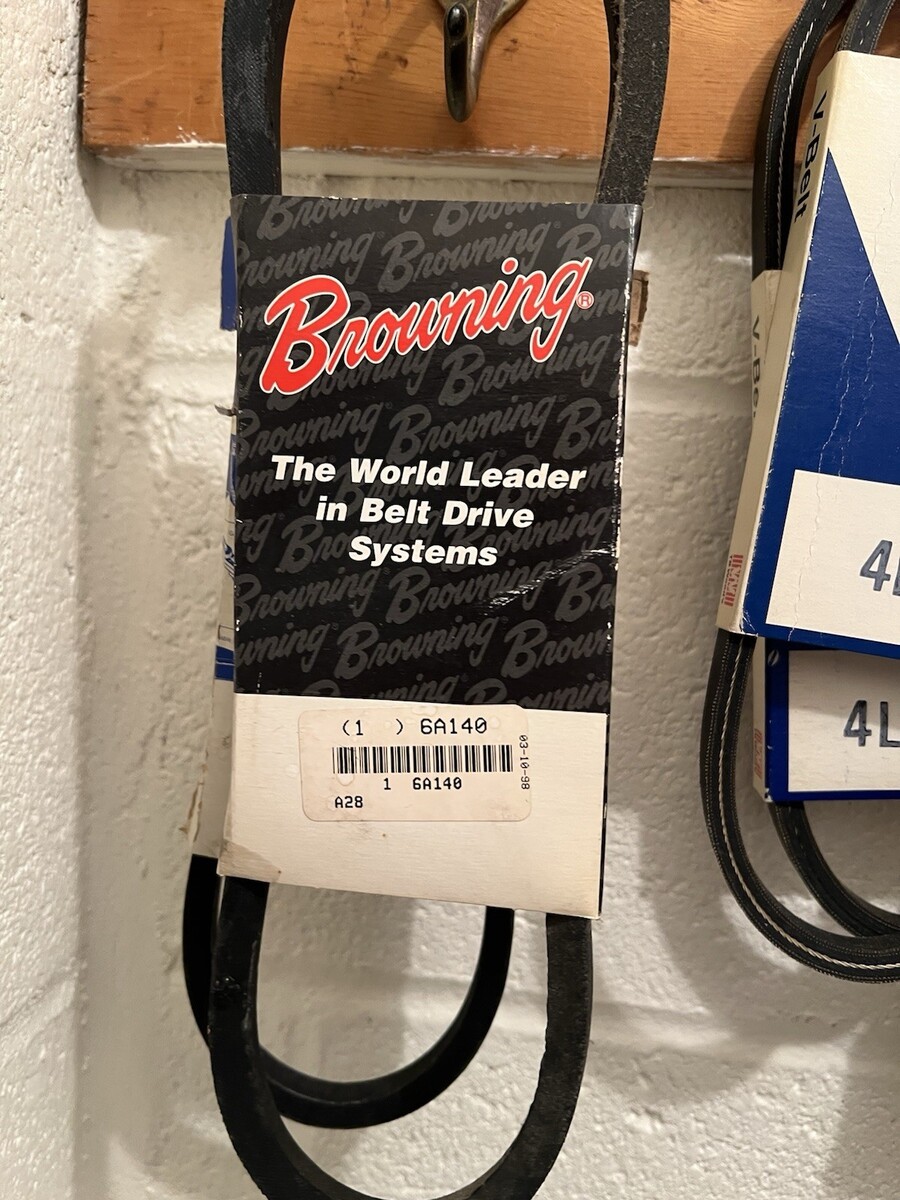 Browning®
The World Leader
in Belt Drive
Systems
(1 ) 6A140
1 6A140
A28
03-10-98
V-Belt
V-Be
4L
4L